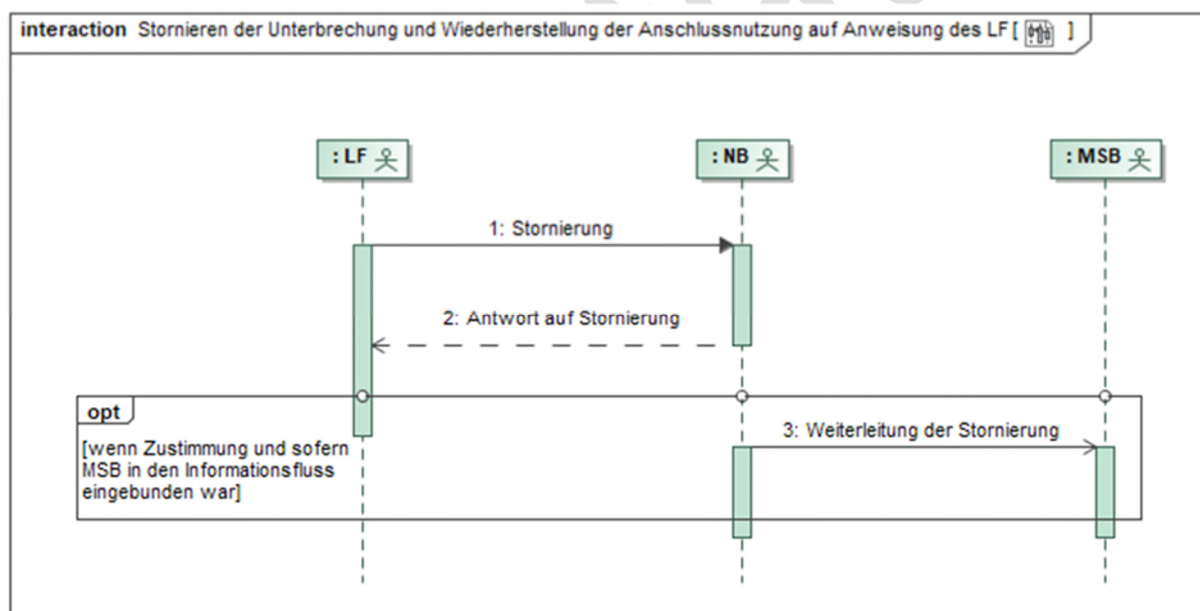 interaction Stornieren der Unterbrechung und Wiederherstellung der Anschlussnutzung auf Anweisung des LF [ ]
: LF
: NB
: MSB
1: Stornierung
2: Antwort auf Stornierung
opt
[wenn Zustimmung und sofern
MSB in den Informationsfluss
eingebunden war]
3: Weiterleitung der Stornierung